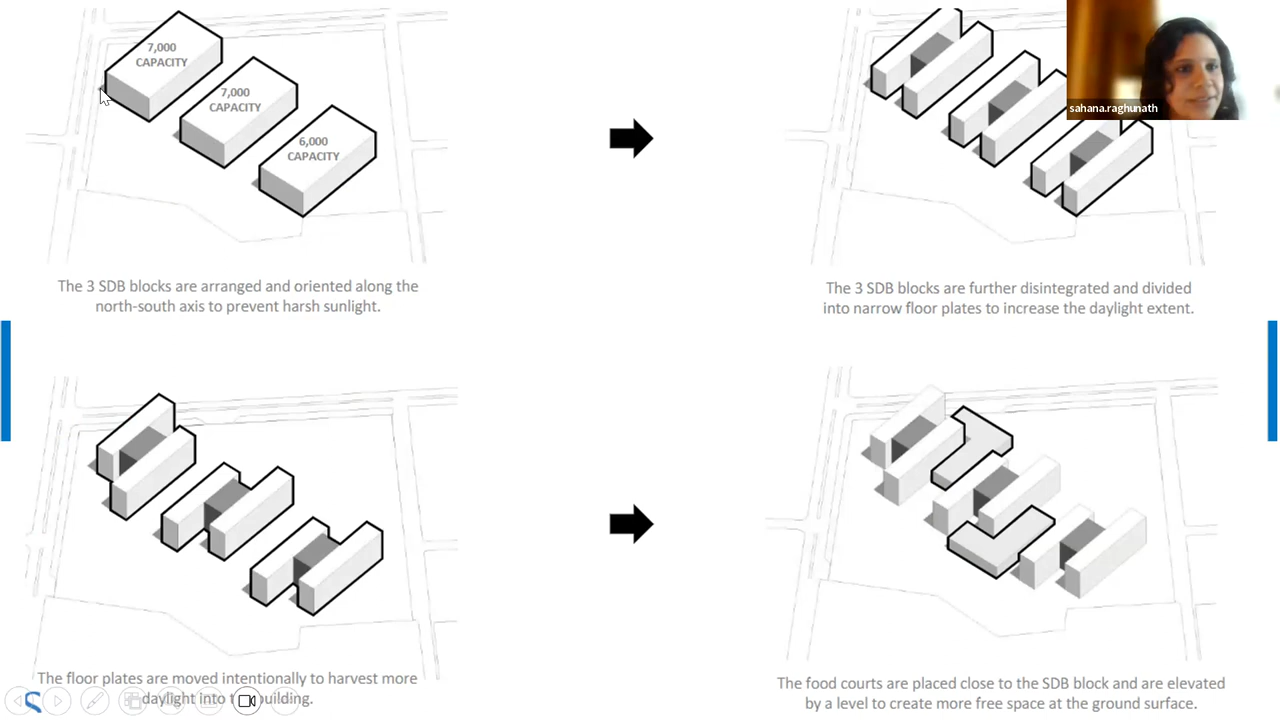 7,000
CAPACITY
7,000
CAPACITY
6,000
CAPACITY
sahana.raghunath
The 3 SDB blocks are arranged and oriented along the
north-south axis to prevent harsh sunlight.
The 3 SDB blocks are further disintegrated and divided
into narrow floor plates to increase the daylight extent.
The floor plates are moved intentionally to harvest more
daylight into building.
The food courts are placed close to the SDB block and are elevated
by a level to create more free space at the ground surface.